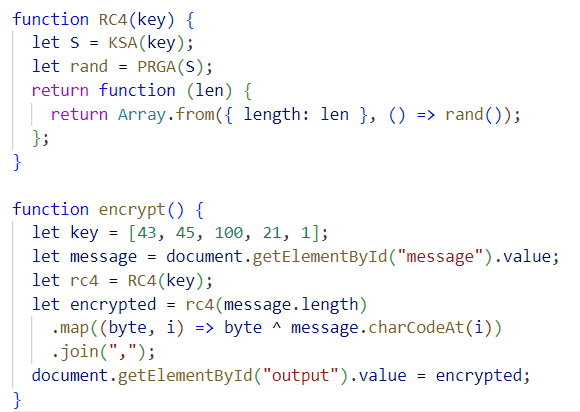 function RC4(key) {
  let S = KSA(key);
  let rand = PRGA(S);
  return function (len) {
    return Array.from({ length: len }, () => rand());
  };
}

function encrypt() {
  let key = [43, 45, 100, 21, 1];
  let message = document.getElementById("message").value;
  let rc4 = RC4(key);
  let encrypted = rc4(message.length)
    .map((byte, i) => byte ^ message.charCodeAt(i))
    .join(",");
  document.getElementById("output").value = encrypted;
}